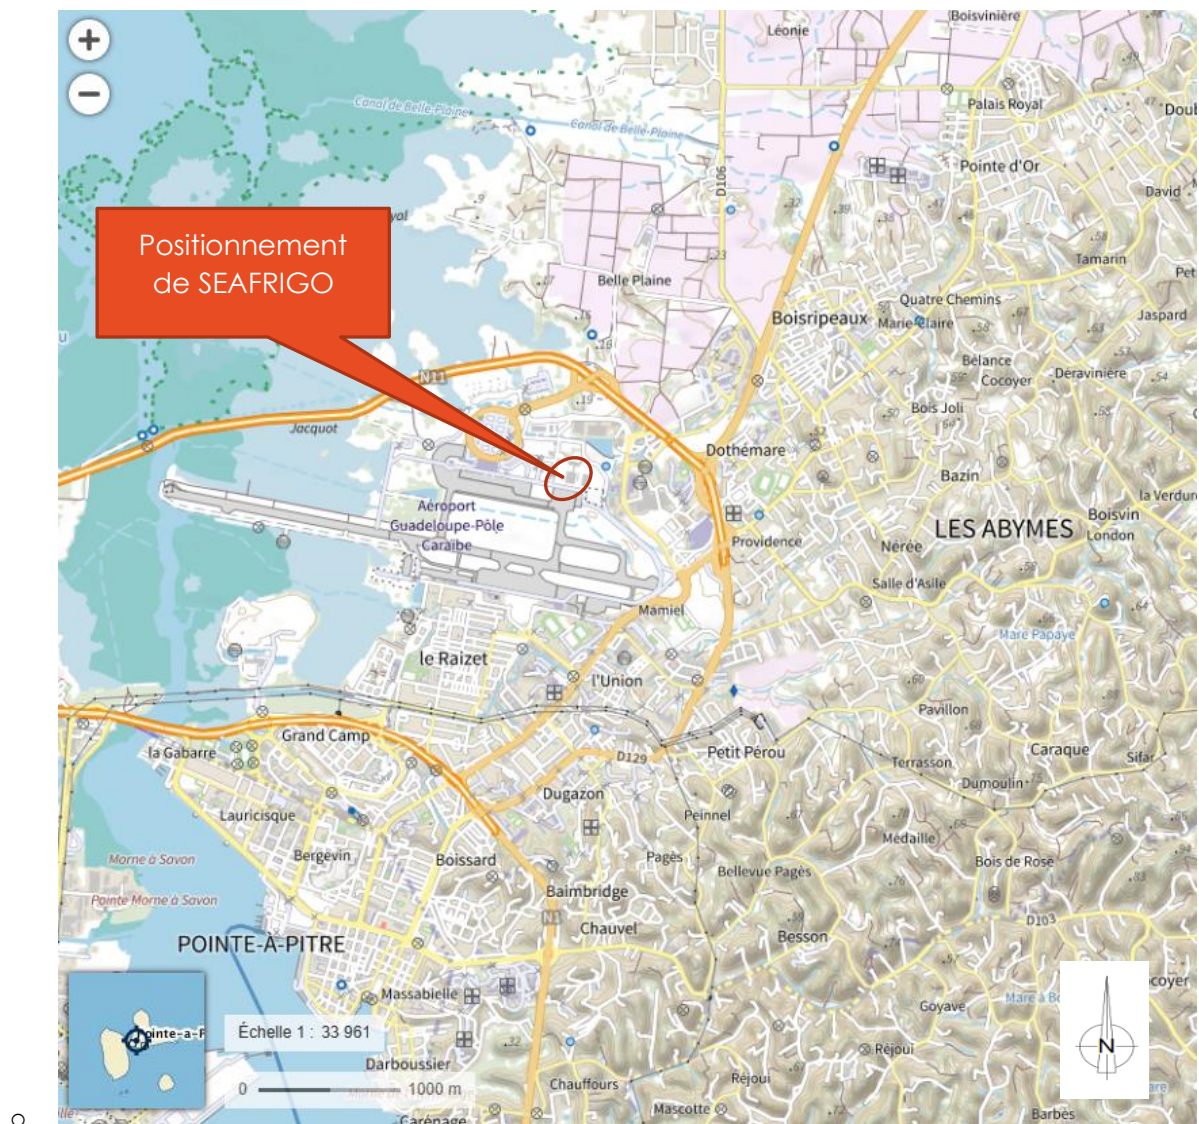 Boisvinière
Léonie
Canal de Belle-Plaine
Canal de Belle-Plaine
Palais Royal
D106
Pointe d'Or
David
Positionnement
de SEAFRIGO
Tamarin
Belle Plaine
Quatre Chemins
Boisripeaux
Marie-Claire
Jaspard
Bélance
Cocoyer
Deravinière
N11
Bois Joli
Jacquot
Dothémare
Bazin
la Verdure
Aéroport
Guadeloupe-Pôle
Caraïbe
LES ABYMES
Boisvin
London
Providence
Nérée
Salle d'Asile
Mamiel
Mare Papaye
le Raizet
l'Union
Pavillon
Grand Camp
la Gabarre
Petit Pérou
Caraque
Sifar
D129
Terrasson
Dumoulin
Dugazon
Lauricisque
Peinnel
Médaille
Morne à Savon
Bergevin
Boissard
Pagès
Bellevue Pagès
Bois de Rose
Pointe Morne à Savon
Baimbridge
N1
Chauvel
D103
POINTE-À-PITRE
Besson
Massabielle
Goyave
Échelle 1 : 33 961
N
Réjoui
Darboussier
0 1000 m
Chauffours
Réjoui
Mascotte
Barbès
Carénage